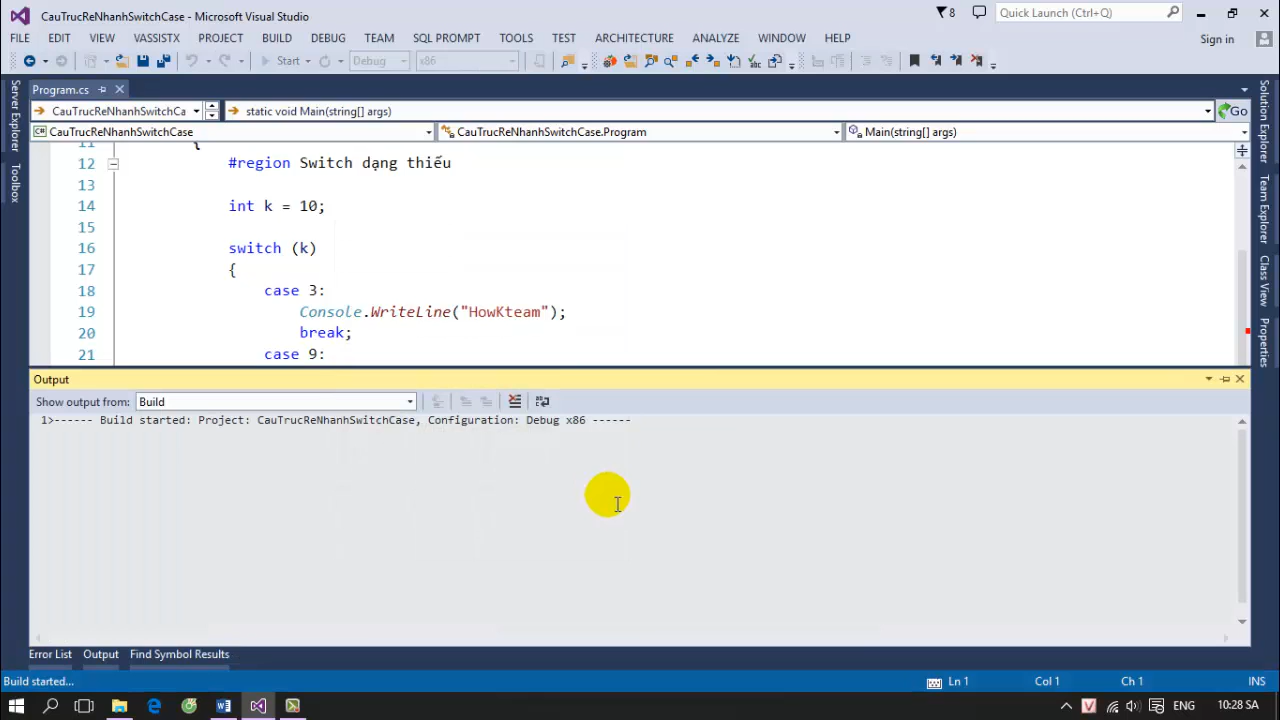 CauTrucReNhanhSwitchCase - Microsoft Visual Studio
8
Quick Launch (Ctrl+Q)
FILE EDIT VIEW VASSISTX PROJECT BUILD DEBUG TEAM SQL PROMPT TOOLS TEST ARCHITECTURE ANALYZE WINDOW HELP
Sign in
Start Debug x86
Program.cs
CauTrucReNhanhSwitchCa static void Main(string[] args) Go
CauTrucReNhanhSwitchCase CauTrucReNhanhSwitchCase.Program Main(string[] args)
Server Explorer
Toolbox
11 {
12 #region Switch dạng thiếu
13
14 int k = 10;
15
16 switch (k)
17 {
18 case 3:
19 Console.WriteLine("HowKteam");
20 break;
21 case 9:
Solution Explorer
Team Explorer
Class View
Properties
Output
Show output from: Build
1>------ Build started: Project: CauTrucReNhanhSwitchCase, Configuration: Debug x86 ------
Error List Output Find Symbol Results
Build started... Ln 1 Col 1 Ch 1 INS
V ENG 10:28 SA